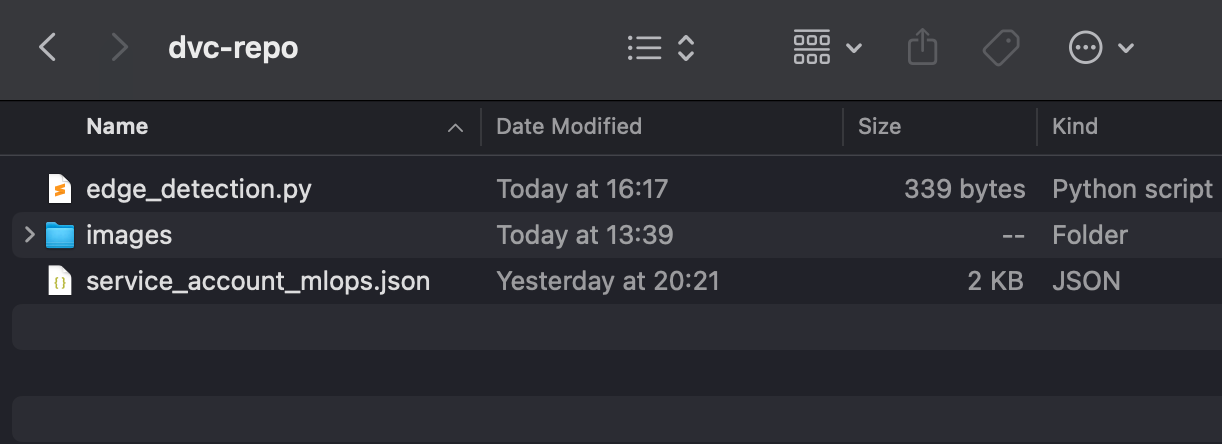 dvc-repo
Name Date Modified Size Kind
edge_detection.py Today at 16:17 339 bytes Python script
images Today at 13:39 -- Folder
service_account_mlops.json Yesterday at 20:21 2 KB JSON